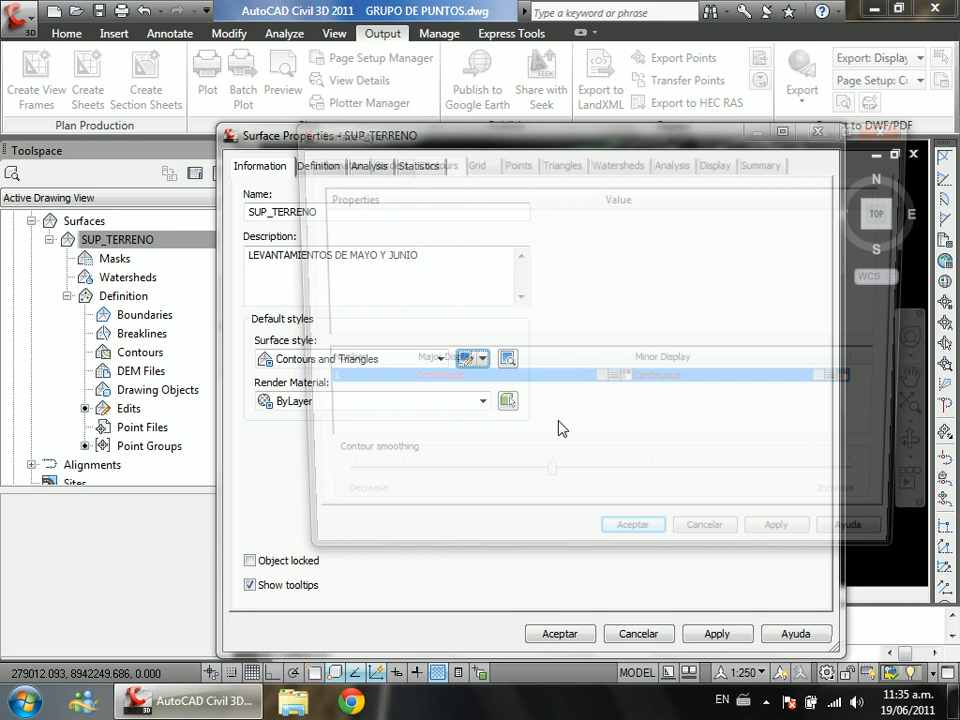 AutoCAD Civil 3D 2011 GRUPO DE PUNTOS.dwg
Type a keyword or phrase
3D
Home Insert Annotate Modify Analyze View Output Manage Express Tools
Create View Frames
Create Sheets
Create Section Sheets
Plan Production
Plot
Batch Plot
Preview
Page Setup Manager
View Details
Plotter Manager
Publish to Google Earth
Share with Seek
Export to LandXML
Export Points
Transfer Points
Export to HEC RAS
Export
Export: Display
Page Setup: C
to DWF/PDF
Toolspace
Active Drawing View
Surfaces
SUP_TERRENO
Masks
Watersheds
Definition
Boundaries
Breaklines
Contours
DEM Files
Drawing Objects
Edits
Point Files
Point Groups
Alignments
Sites
Surface Properties - SUP_TERRENO
Information Definition Analysis Statistics
Grid Points Triangles Watersheds Analysis Display Summary
Name:
SUP_TERRENO
Properties Value
Description:
LEVANTAMIENTOS DE MAYO Y JUNIO
Default styles
Surface style:
Contours and Triangles
Major Display
Minor Display
1 Continuous Continuous
Render Material:
ByLayer
Contour smoothing
Decrease Increase
Aceptar Cancelar Apply Ayuda
Object locked
Show tooltips
Aceptar Cancelar Apply Ayuda
N
TOP
E
S
WCS
279012.093, 8942249.686, 0.000
MODEL
1:250
AutoCAD Civil 3D...
EN
11:35 a.m.
19/06/2011